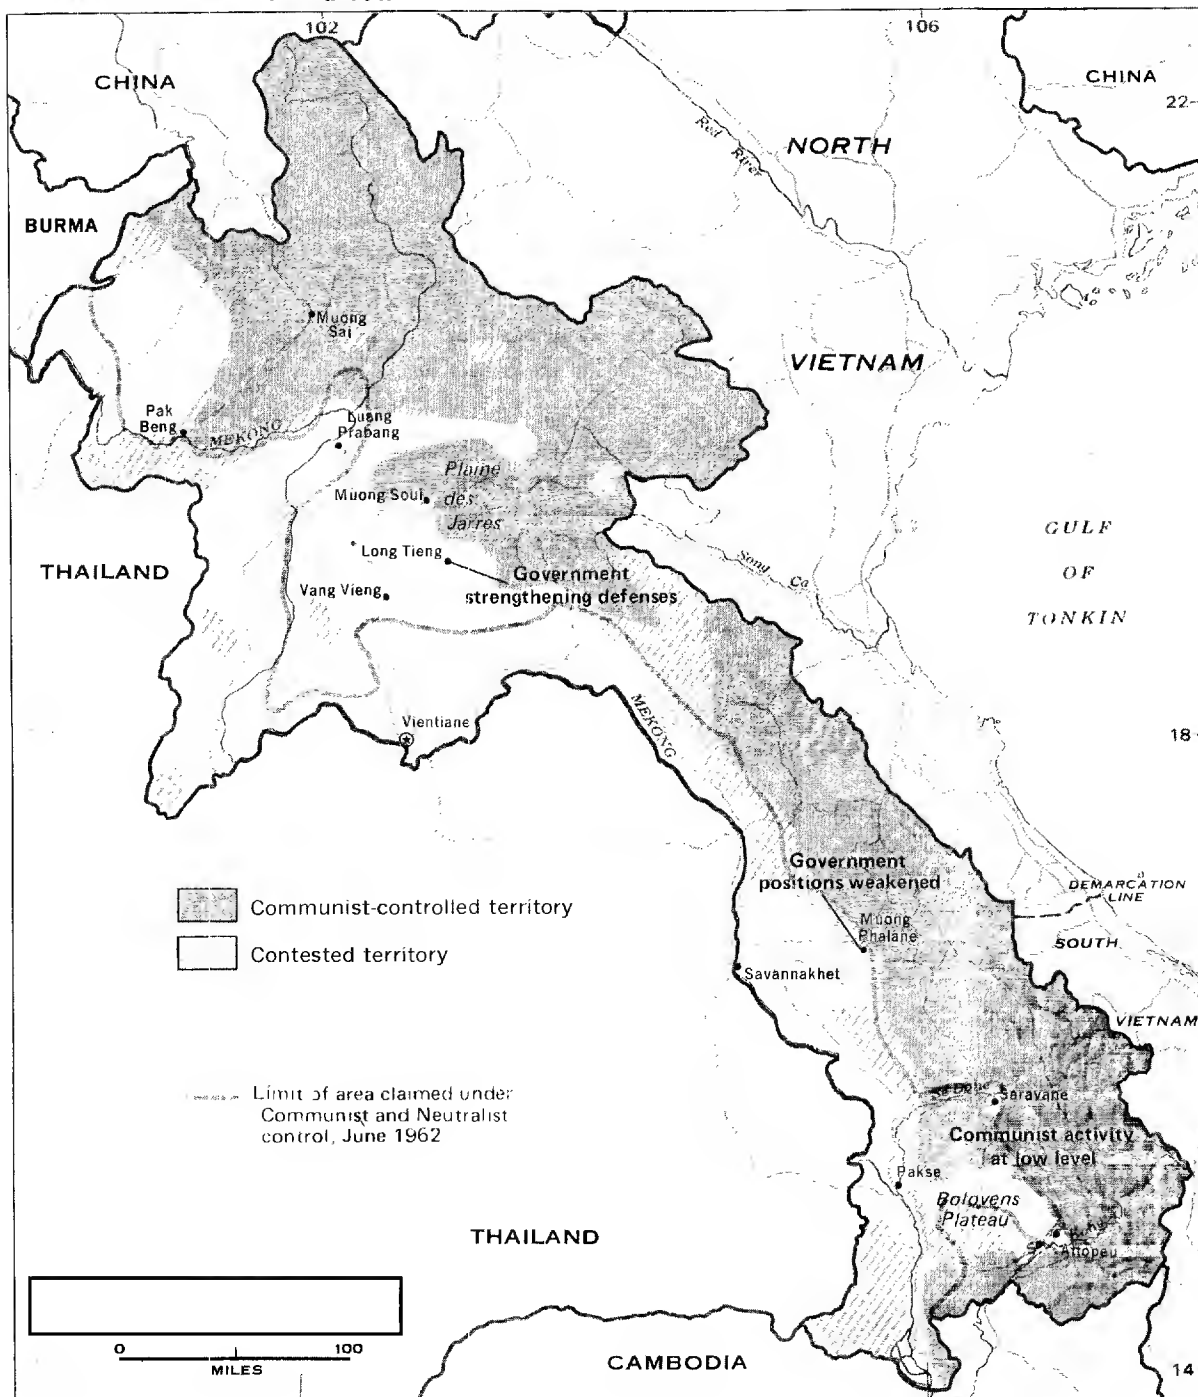 102
106
CHINA
CHINA
22
Red River
NORTH
BURMA
Muong
Sai
VIETNAM
Pak
Beng
MEKONG
Luang
Prabang
Plaine
des
Jarres
Muong Soui
GULF
OF
TONKIN
Long Tieng
THAILAND
Song Ca
Government
strengthening defenses
Vang Vieng
MEKONG
Vientiane
18
Government
positions weakened
DEMARCATION
LINE
Communist-controlled territory
Muong
Phalane
Contested territory
SOUTH
Savannakhet
VIETNAM
Limit of area claimed under
Communist and Neutralist
control, June 1962
Saravane
Communist activity
at low level
Pakse
Bolovens
Plateau
THAILAND
Attopeu
0 100
MILES
CAMBODIA
14